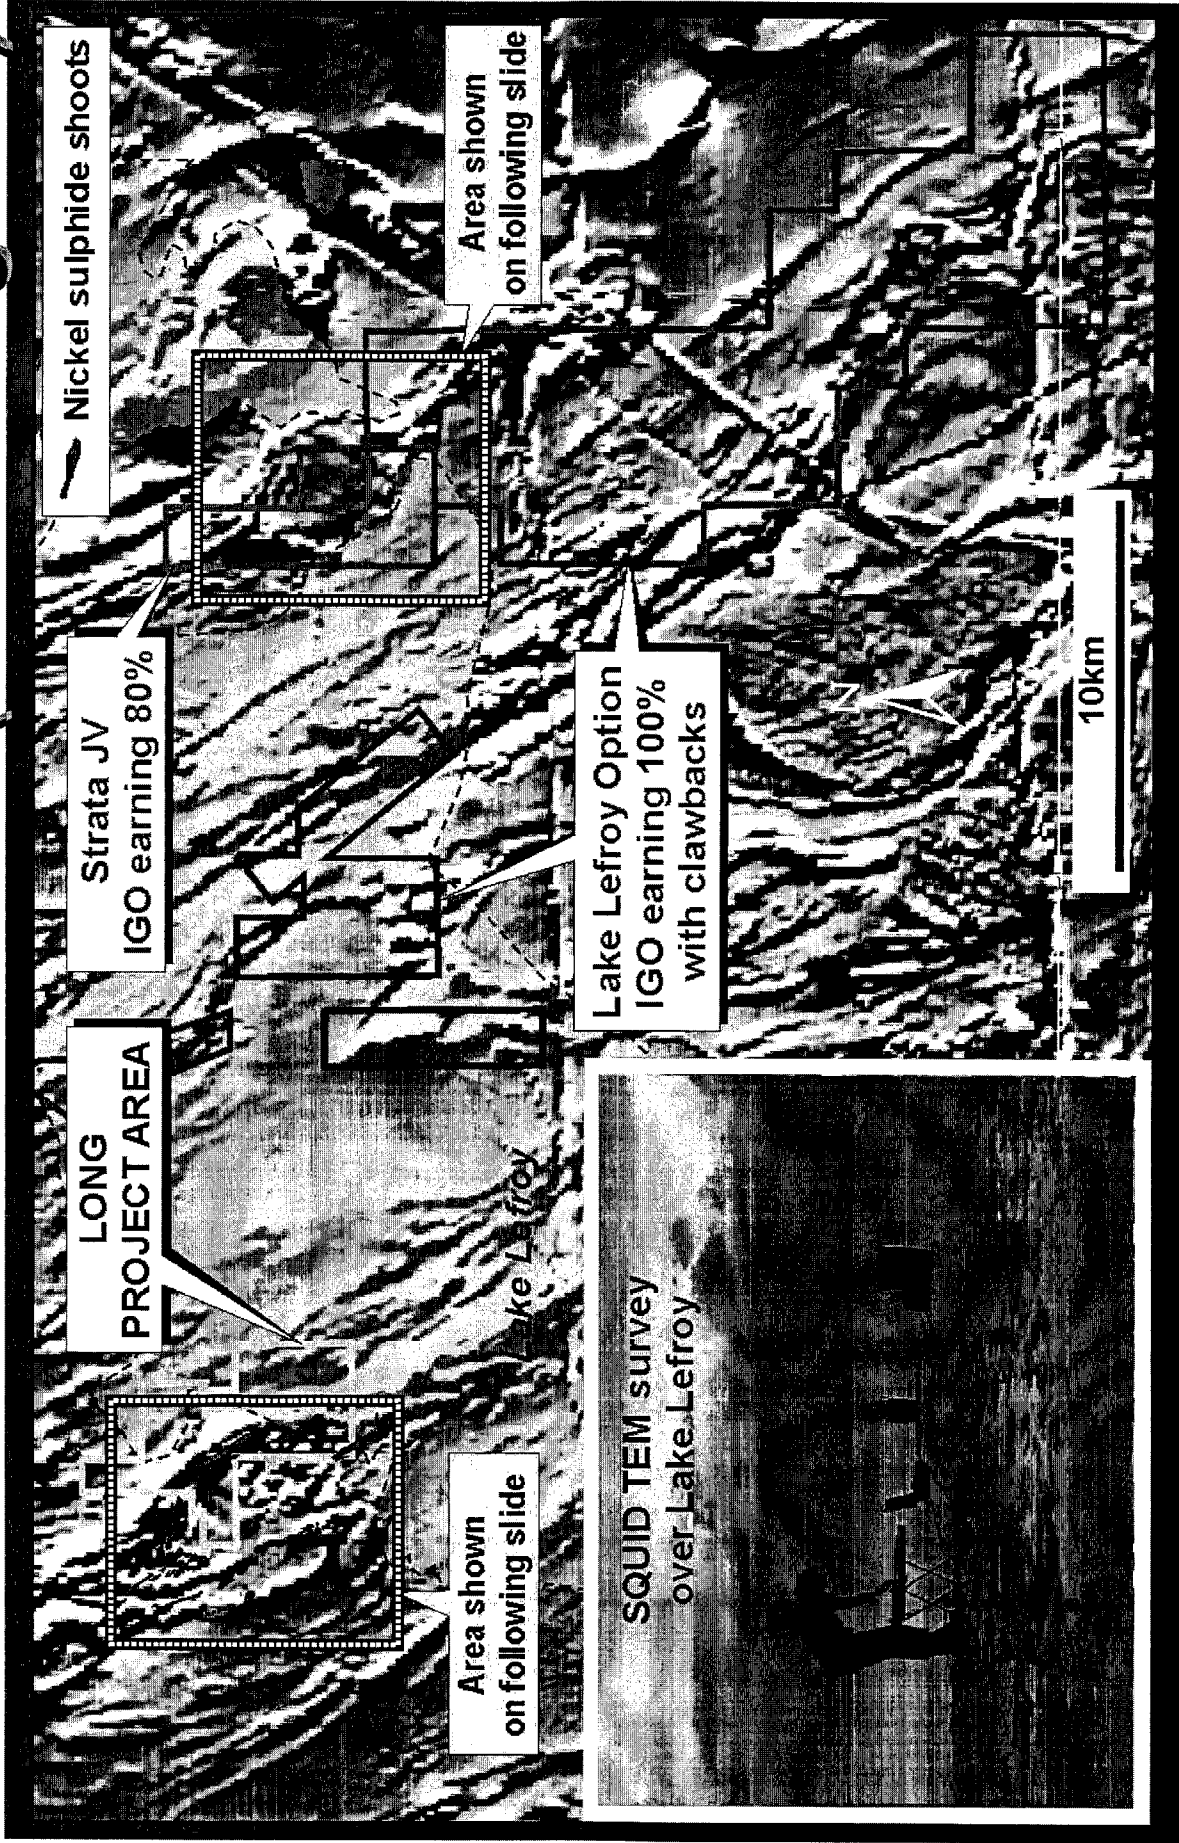 Nickel sulphide shoots
LONG
PROJECT AREA
Strata JV
IGO earning 80%
Area shown
on following slide
Area shown
on following slide
Lake Lefroy
Lake Lefroy Option
IGO earning 100%
with clawbacks
SQUID TEM survey
over Lake Lefroy
N
10km